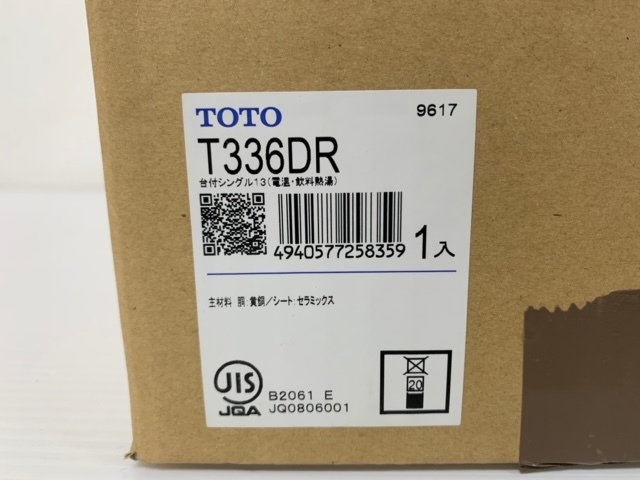 TOTO 9617
T336DR
台付シングル13(電温・飲料熱湯)
4940577258359 1入
主材料 胴:黄銅/シート:セラミックス
JIS
JQA
B2061 E
JQ0806001
20